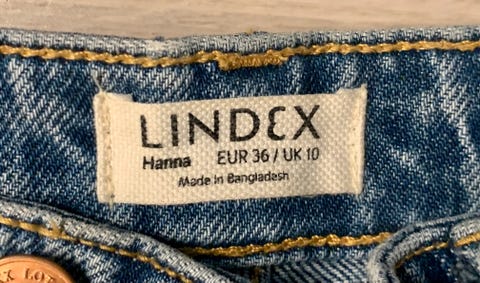 LINDEX
Hanna EUR 36 / UK 10
Made in Bangladesh